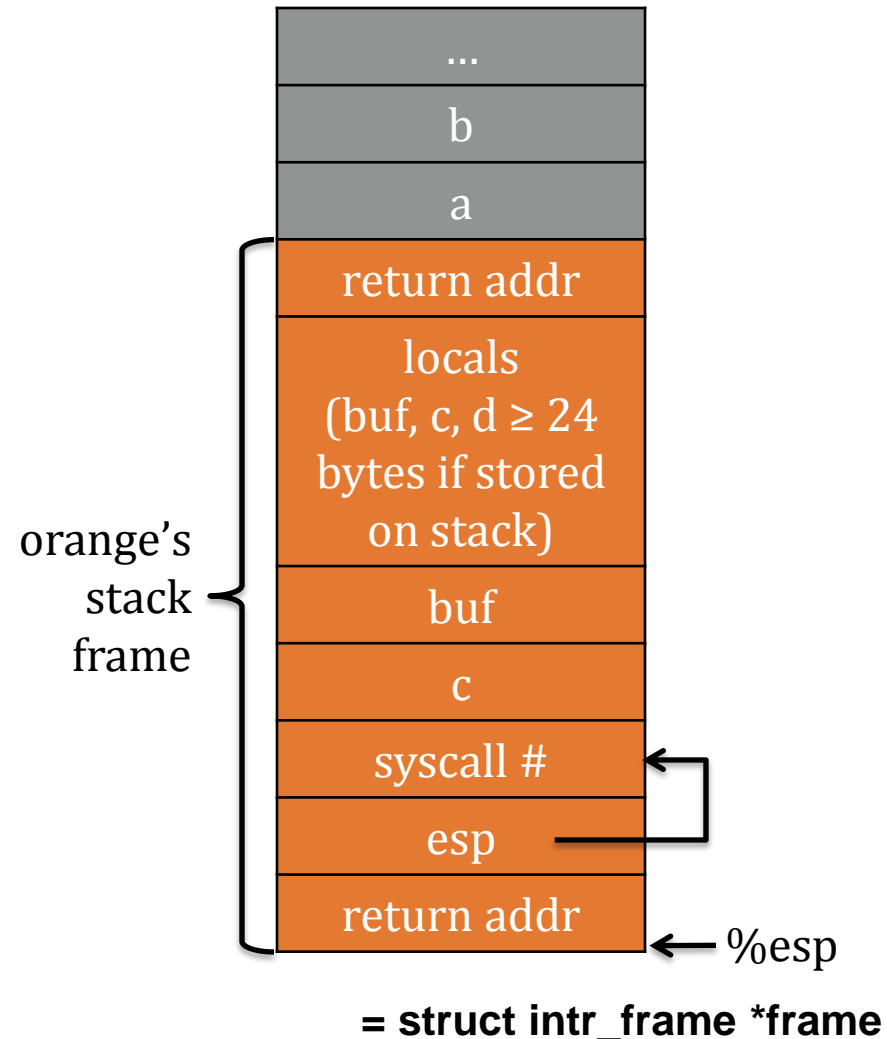 ...
b
a
return addr
locals
(buf, c, d ≥ 24
bytes if stored
on stack)
orange’s
stack
frame
buf
c
syscall #
esp
return addr
%esp
= struct intr_frame *frame